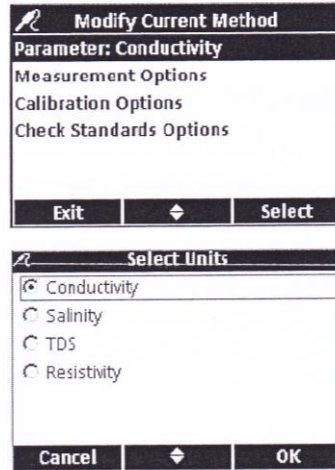 Modify Current Method
Parameter: Conductivity
Measurement Options
Calibration Options
Check Standards Options
Exit
Select
Select Units
Conductivity
Salinity
TDS
Resistivity
Cancel
OK